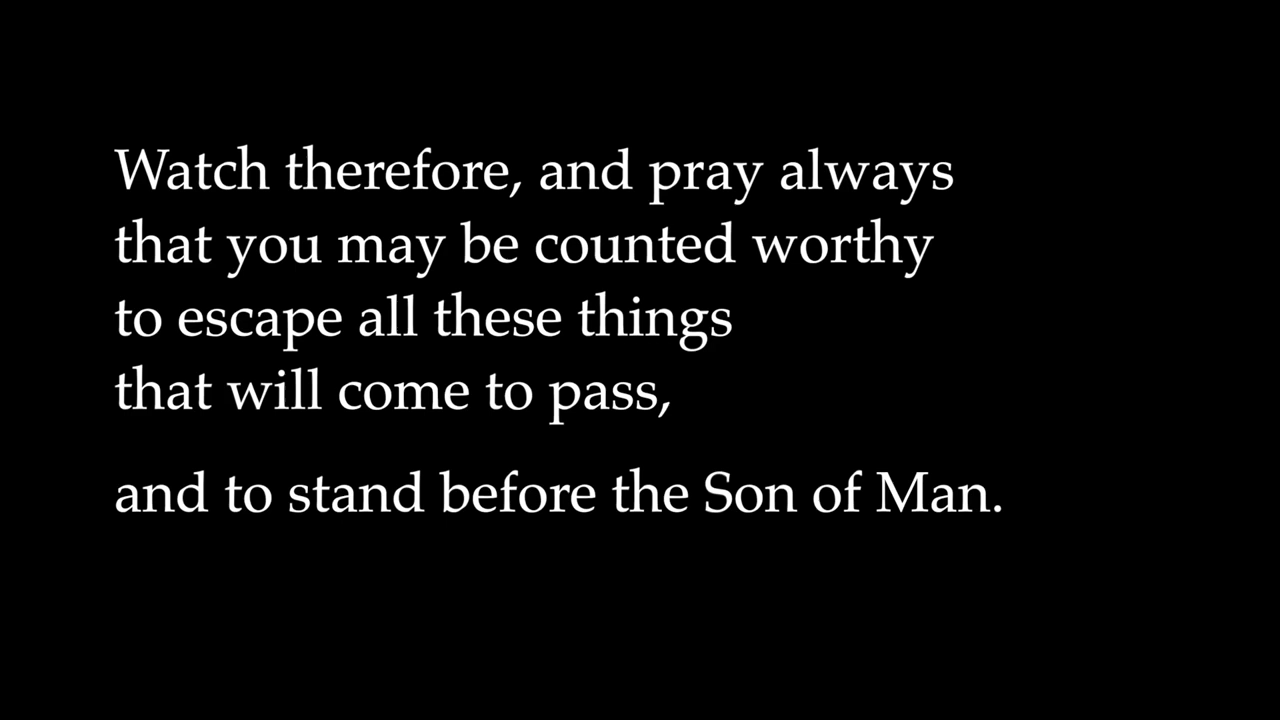 Watch therefore, and pray always
that you may be counted worthy
to escape all these things
that will come to pass,
and to stand before the Son of Man.